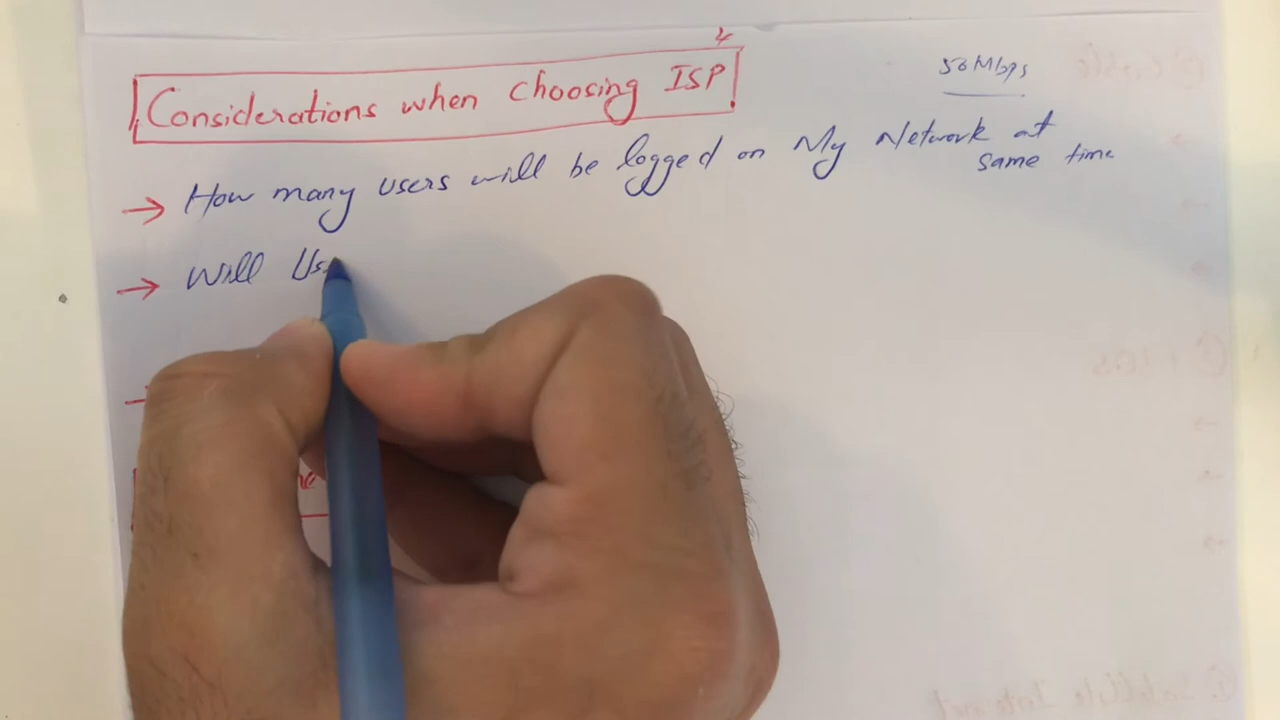 Considerations when choosing ISP
50Mbps
→ How many users will be logged on My Network at
same time
→ Will Us